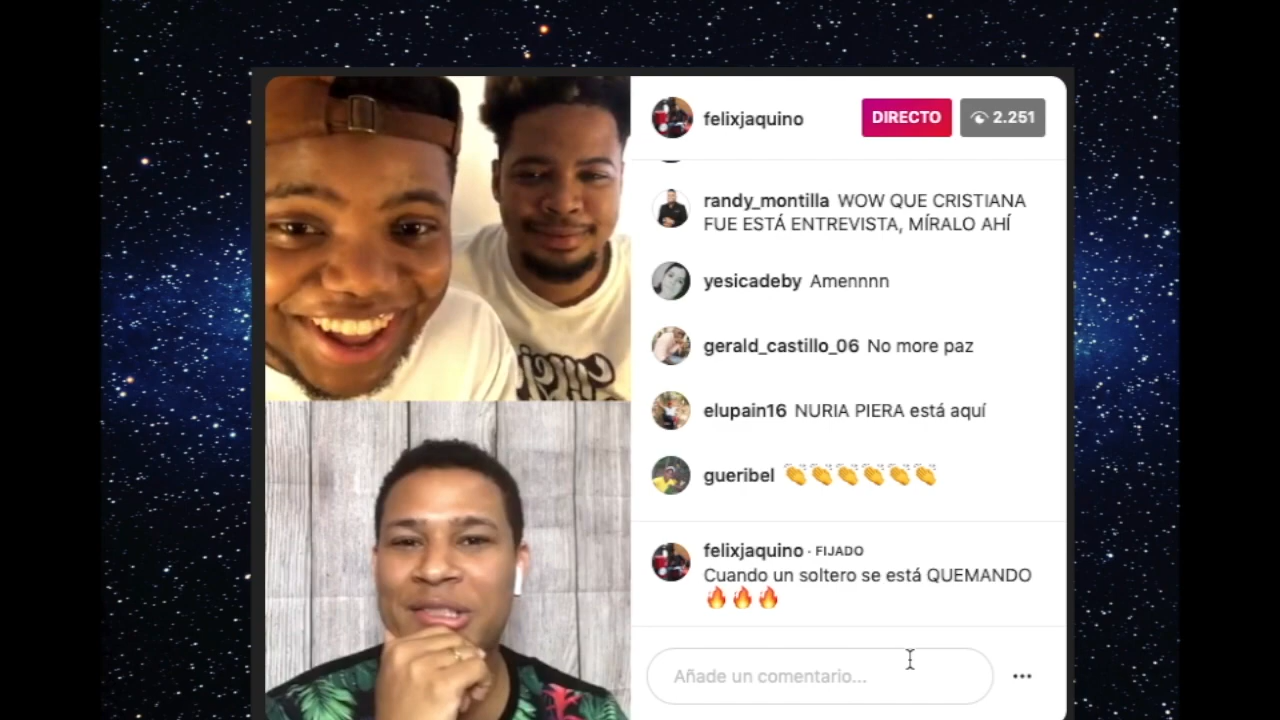 felixjaquino
DIRECTO
2.251
randy_montilla WOW QUE CRISTIANA
FUE ESTÁ ENTREVISTA, MÍRALO AHÍ
yesicadeby Amennnn
gerald_castillo_06 No more paz
elupain16 NURIA PIERA está aquí
gueribel 👏👏👏👏👏👏
felixjaquino · FIJADO
Cuando un soltero se está QUEMANDO
🔥🔥🔥
Añade un comentario...